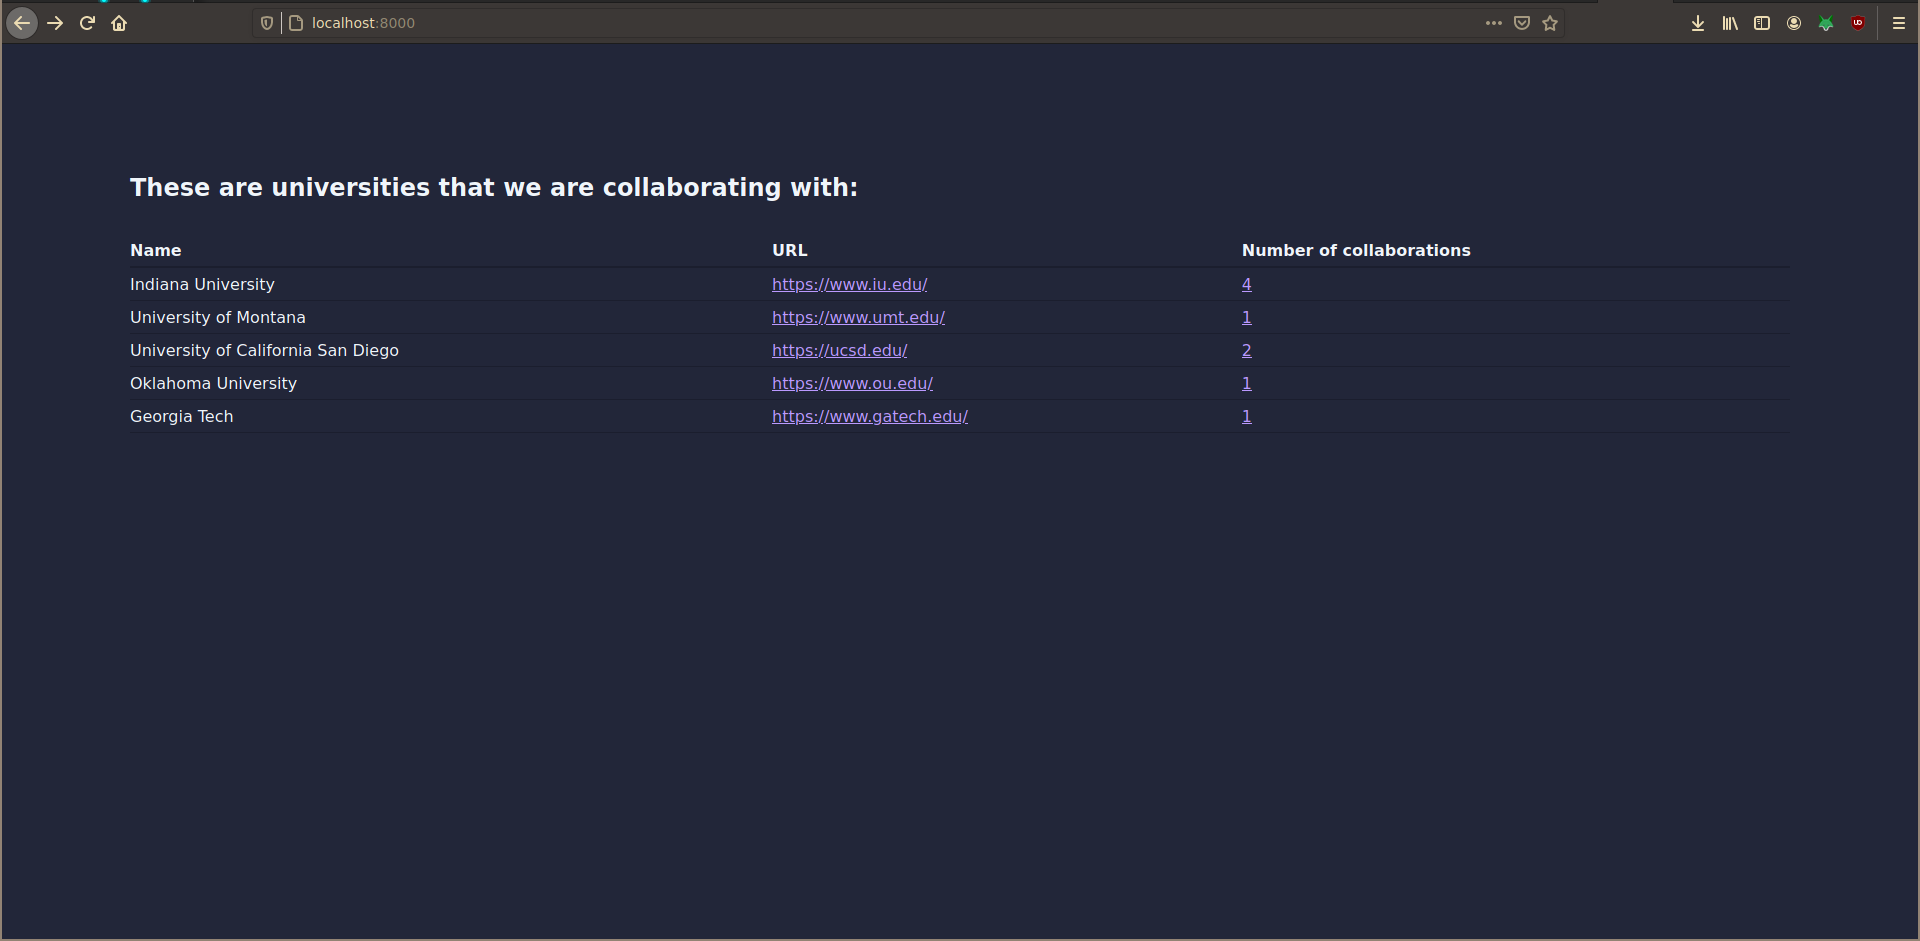 localhost:8000
These are universities that we are collaborating with:
Name URL Number of collaborations
Indiana University https://www.iu.edu/ 4
University of Montana https://www.umt.edu/ 1
University of California San Diego https://ucsd.edu/ 2
Oklahoma University https://www.ou.edu/ 1
Georgia Tech https://www.gatech.edu/ 1